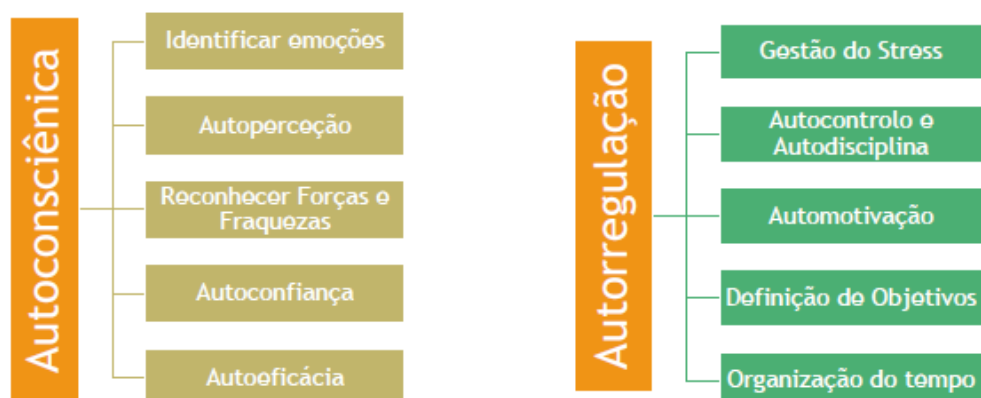 Autoconsciênica
Identificar emoções
Autoperceção
Reconhecer Forças e
Fraquezas
Autoconfiança
Autoeficácia
Autorregulação
Gestão do Stress
Autocontrolo e
Autodisciplina
Automotivação
Definição de Objetivos
Organização do tempo